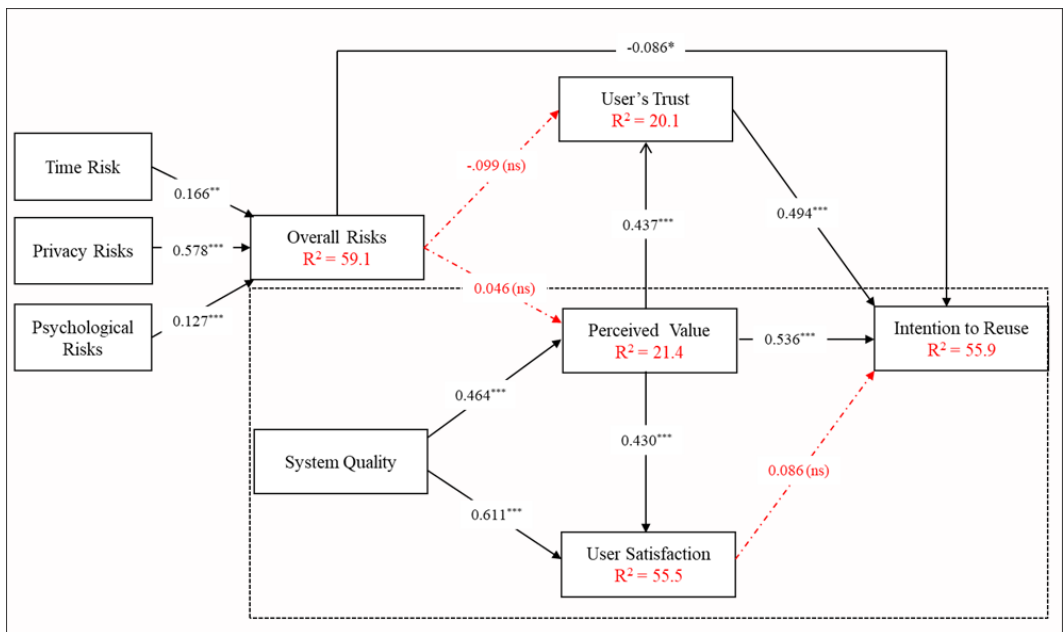 -0.086*
User's Trust
R² = 20.1
Time Risk
-.099 (ns)
0.166**
0.494***
0.437***
Privacy Risks
0.578***
Overall Risks
R² = 59.1
0.046 (ns)
Psychological
Risks
0.127***
Perceived Value
R² = 21.4
0.536***
Intention to Reuse
R² = 55.9
0.464***
0.430***
System Quality
0.086 (ns)
0.611***
User Satisfaction
R² = 55.5